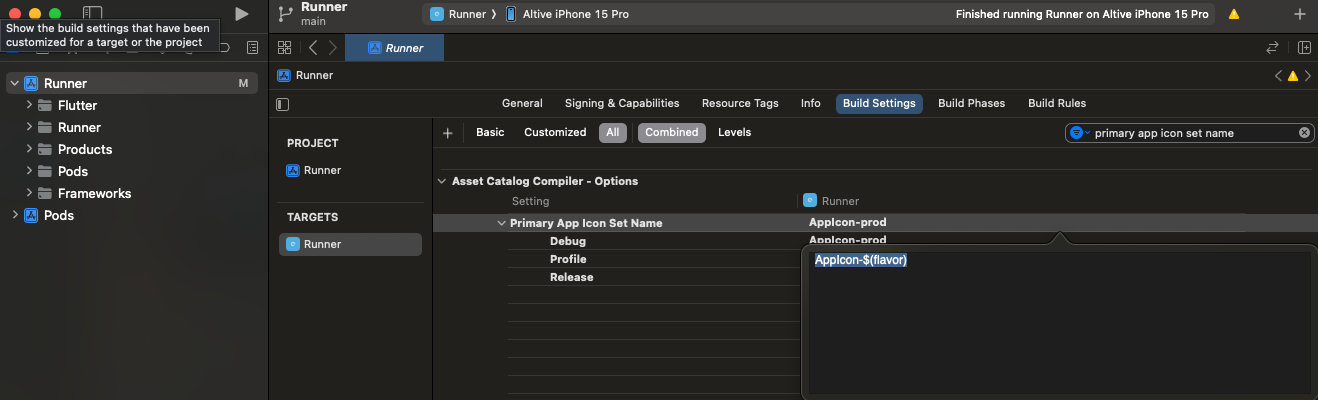 Runner
main
Runner 〉 Altive iPhone 15 Pro
Finished running Runner on Altive iPhone 15 Pro
Show the build settings that have been
customized for a target or the project
Runner
Runner M
Flutter
Runner
Products
Pods
Frameworks
Pods
Runner
General Signing & Capabilities Resource Tags Info Build Settings Build Phases Build Rules
PROJECT
Runner
TARGETS
Runner
+ Basic Customized All Combined Levels
primary app icon set name
Asset Catalog Compiler - Options
Setting Runner
Primary App Icon Set Name AppIcon-prod
Debug AppIcon-prod
Profile
Release
AppIcon-$(flavor)